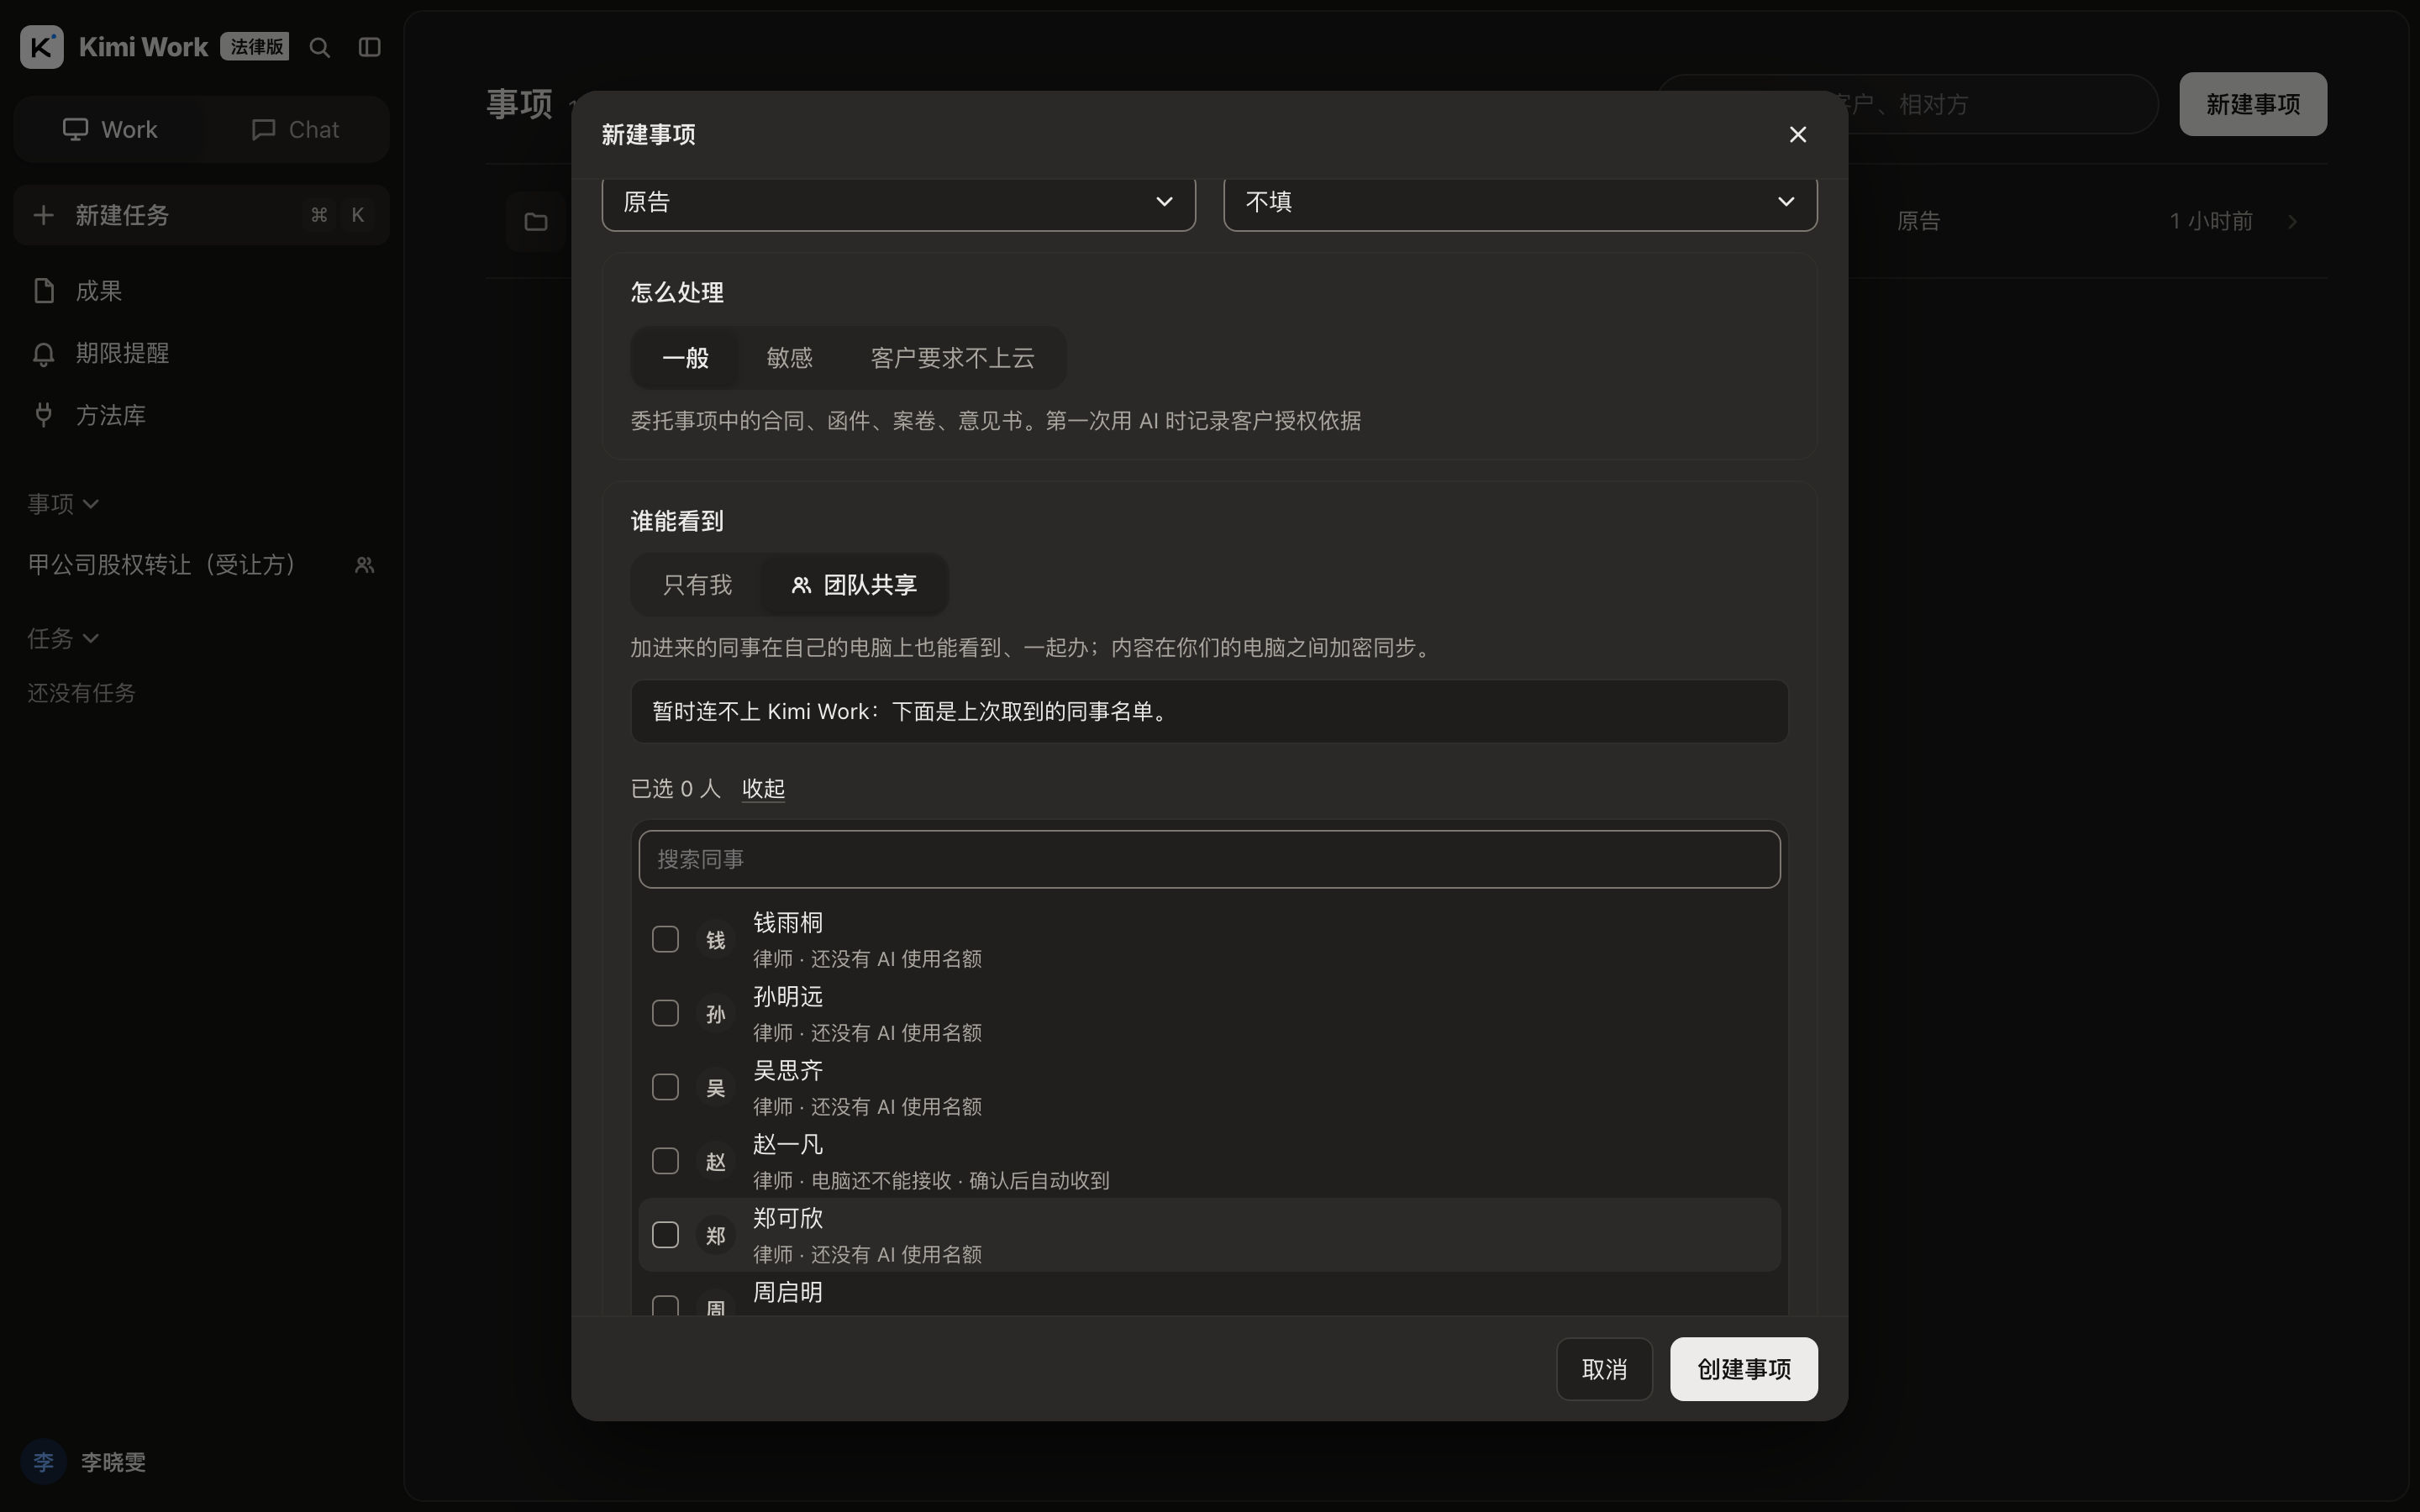 Kimi Work 法律版
Work
Chat
新建任务 ⌘ K
成果
期限提醒
方法库
事项
甲公司股权转让（受让方）
任务
还没有任务
李 李晓雯
事项
客户、相对方
新建事项
原告
1 小时前
新建事项
原告
不填
怎么处理
一般
敏感
客户要求不上云
委托事项中的合同、函件、案卷、意见书。第一次用 AI 时记录客户授权依据
谁能看到
只有我
团队共享
加进来的同事在自己的电脑上也能看到、一起办；内容在你们的电脑之间加密同步。
暂时连不上 Kimi Work：下面是上次取到的同事名单。
已选 0 人 收起
搜索同事
钱 钱雨桐
律师 · 还没有 AI 使用名额
孙 孙明远
律师 · 还没有 AI 使用名额
吴 吴思齐
律师 · 还没有 AI 使用名额
赵 赵一凡
律师 · 电脑还不能接收 · 确认后自动收到
郑 郑可欣
律师 · 还没有 AI 使用名额
周 周启明
取消
创建事项